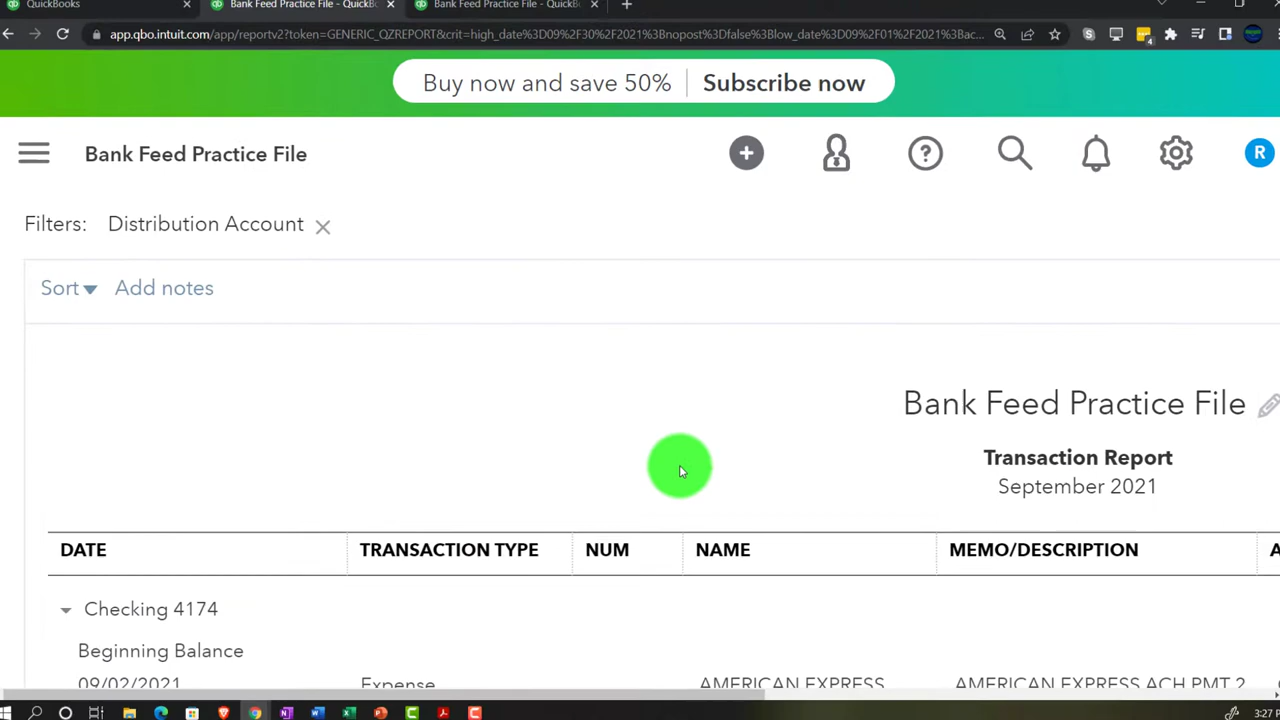 QuickBooks
Bank Feed Practice File - QuickBo
Bank Feed Practice File - QuickB
app.qbo.intuit.com/app/reportv2?token=GENERIC_QZREPORT&crit=high_date%3D09%2F30%2F2021%3Bnopost%3Dfalse%3Blow_date%3D09%2F01%2F2021%3Bac...
4
Buy now and save 50% Subscribe now
Bank Feed Practice File
R
Filters: Distribution Account
Sort Add notes
Bank Feed Practice File
Transaction Report
September 2021
DATE TRANSACTION TYPE NUM NAME MEMO/DESCRIPTION A
Checking 4174
Beginning Balance
09/02/2021 Expense AMERICAN EXPRESS AMERICAN EXPRESS ACH PMT 2
3:27 P